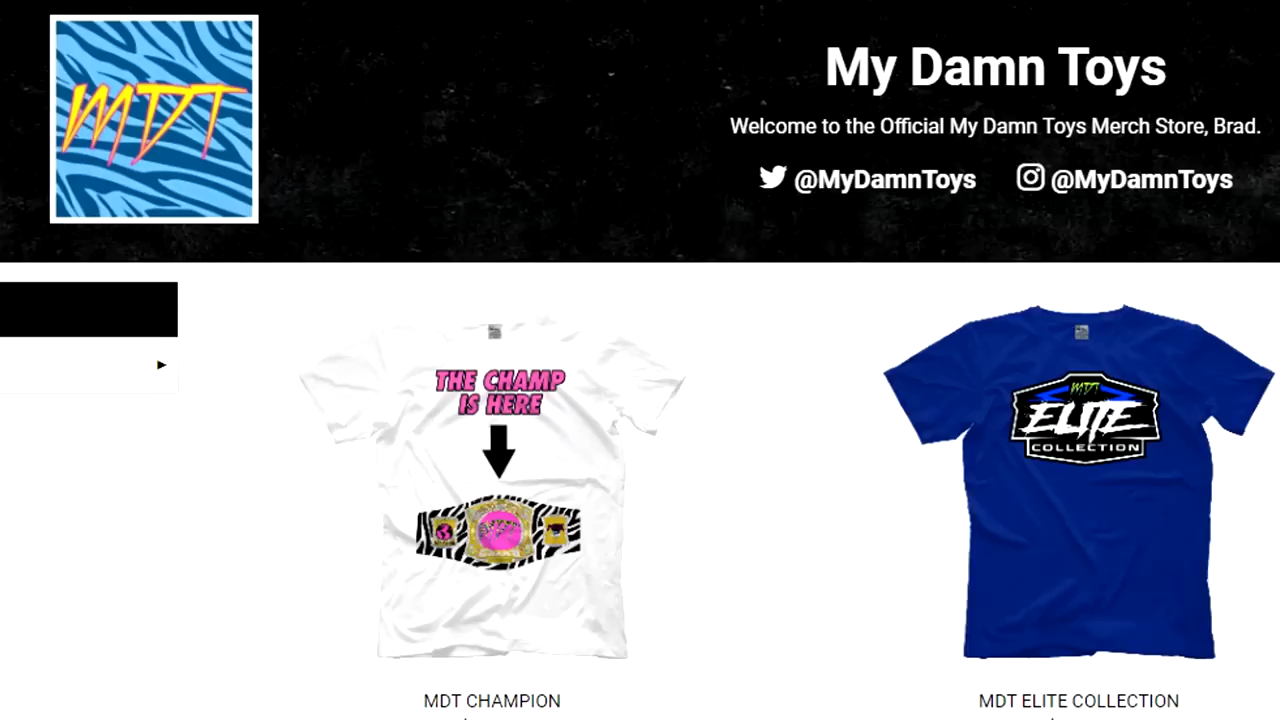 MDT
My Damn Toys
Welcome to the Official My Damn Toys Merch Store, Brad.
@MyDamnToys @MyDamnToys
THE CHAMP
IS HERE
MDT
ELITE
COLLECTION
MDT CHAMPION
MDT ELITE COLLECTION